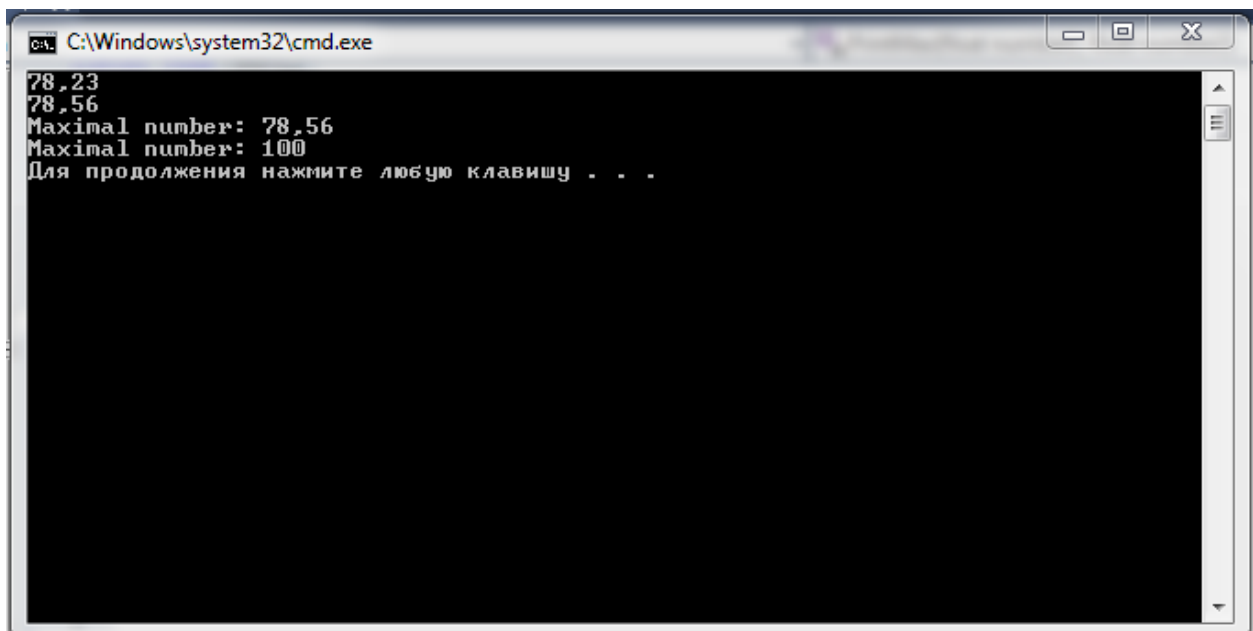 C:\Windows\system32\cmd.exe
78,23
78,56
Maximal number: 78,56
Maximal number: 100
Для продолжения нажмите любую клавишу . . .